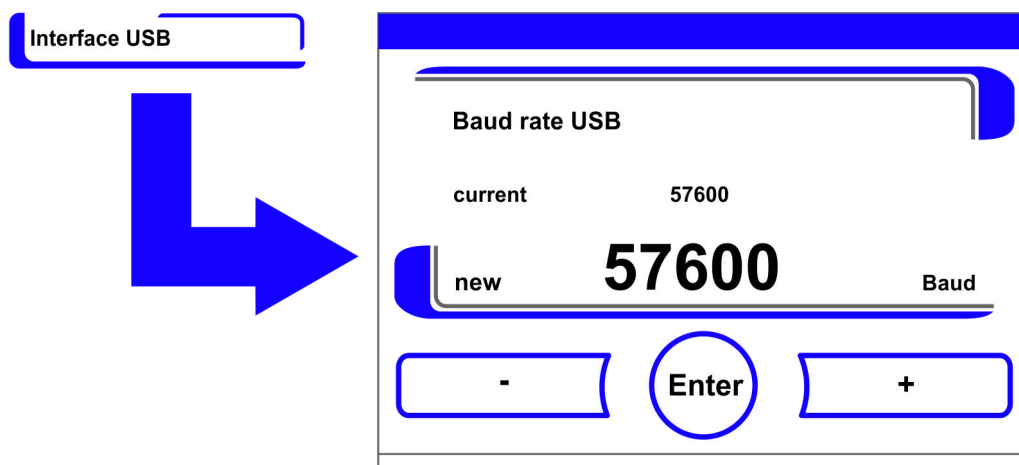 Interface USB
Baud rate USB
current 57600
new 57600 Baud
- Enter +